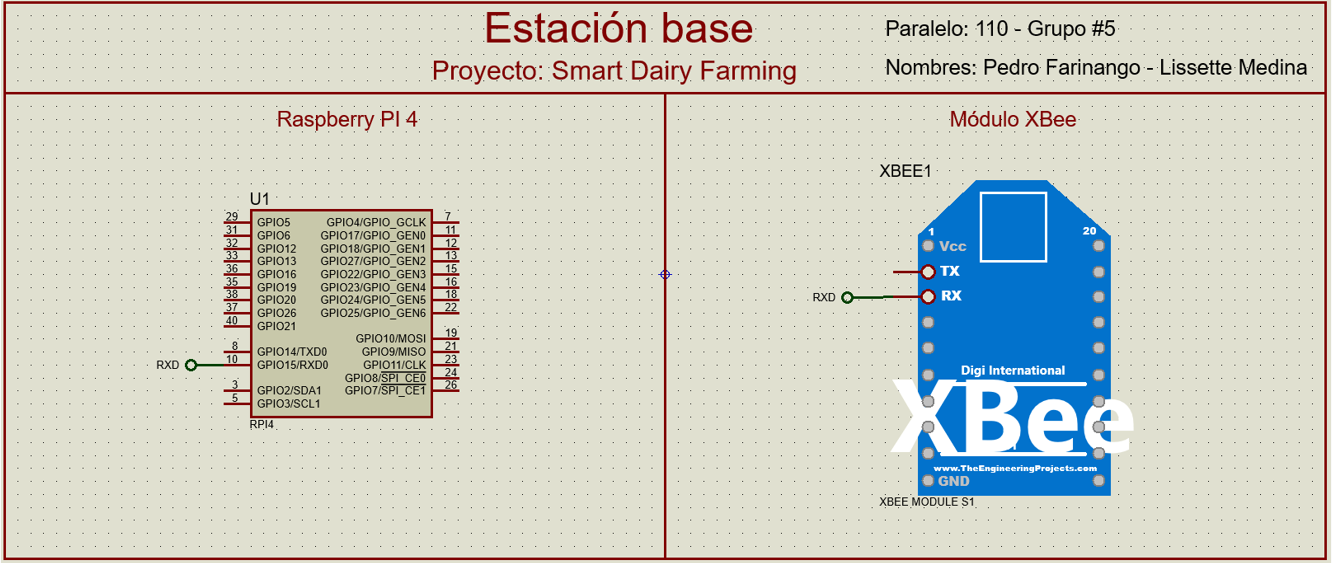 Estación base
Proyecto: Smart Dairy Farming
Paralelo: 110 - Grupo #5
Nombres: Pedro Farinango - Lissette Medina
Raspberry PI 4
U1
29 GPIO5 GPIO4/GPIO_GCLK 7
31 GPIO6 GPIO17/GPIO_GEN0 11
32 GPIO12 GPIO18/GPIO_GEN1 12
33 GPIO13 GPIO27/GPIO_GEN2 13
36 GPIO16 GPIO22/GPIO_GEN3 15
35 GPIO19 GPIO23/GPIO_GEN4 16
38 GPIO20 GPIO24/GPIO_GEN5 18
37 GPIO26 GPIO25/GPIO_GEN6 22
40 GPIO21
GPIO10/MOSI 19
8 GPIO14/TXD0 GPIO9/MISO 21
RXD 10 GPIO15/RXD0 GPIO11/CLK 23
GPIO8/SPI_CE0 24
3 GPIO2/SDA1 GPIO7/SPI_CE1 26
5 GPIO3/SCL1
RPI4
Módulo XBee
XBEE1
1 20
Vcc
TX
RXD RX
Digi International
XBee
www.TheEngineeringProjects.com
GND
XBEE MODULE S1